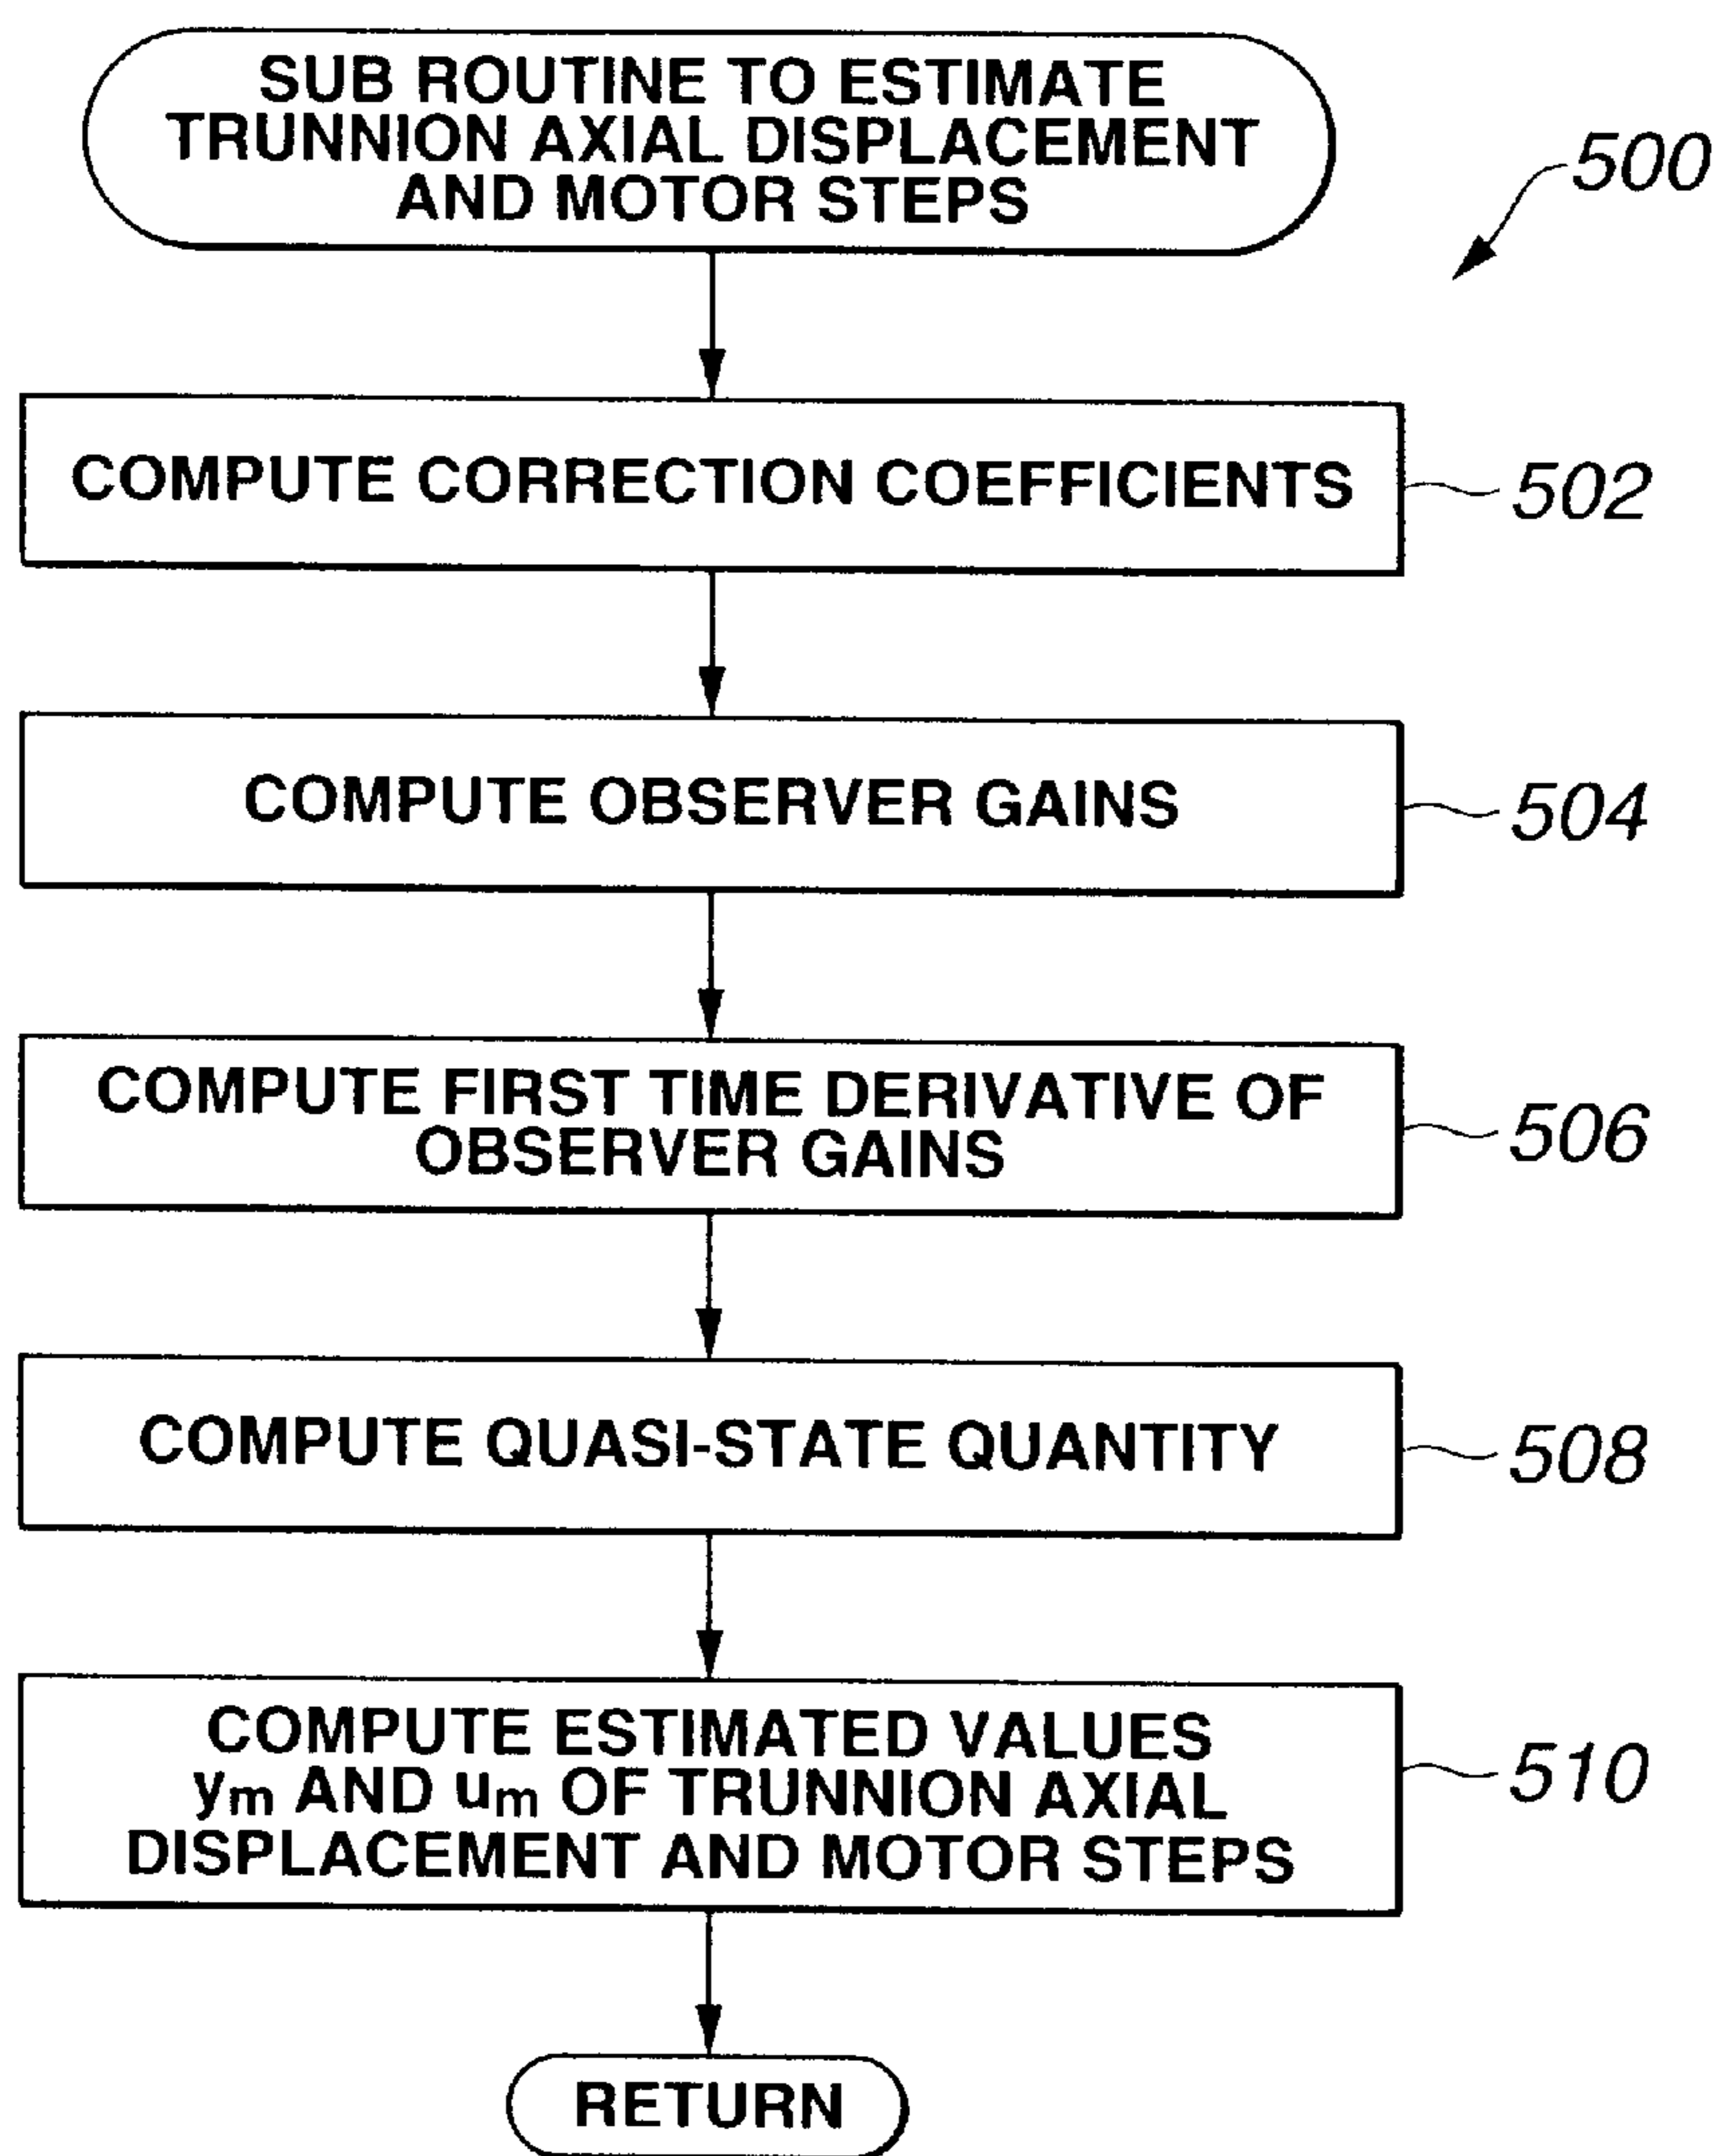 SUB ROUTINE TO ESTIMATE
TRUNNION AXIAL DISPLACEMENT
AND MOTOR STEPS
500
COMPUTE CORRECTION COEFFICIENTS
502
COMPUTE OBSERVER GAINS
504
COMPUTE FIRST TIME DERIVATIVE OF
OBSERVER GAINS
506
COMPUTE QUASI-STATE QUANTITY
508
COMPUTE ESTIMATED VALUES
ym AND um OF TRUNNION AXIAL
DISPLACEMENT AND MOTOR STEPS
510
RETURN